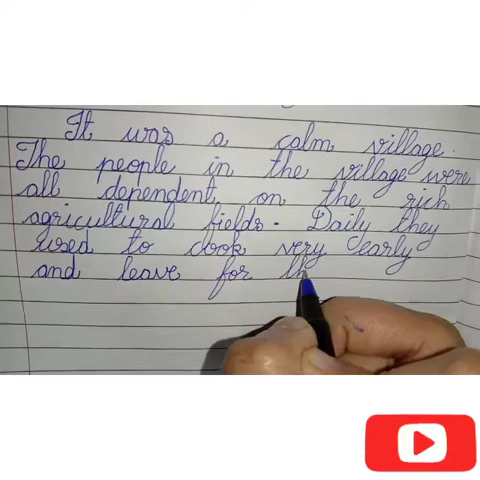 It was a calm village.
The people in the village were
all dependent on the rich
agricultural fields. Daily they
used to cook very early
and leave for